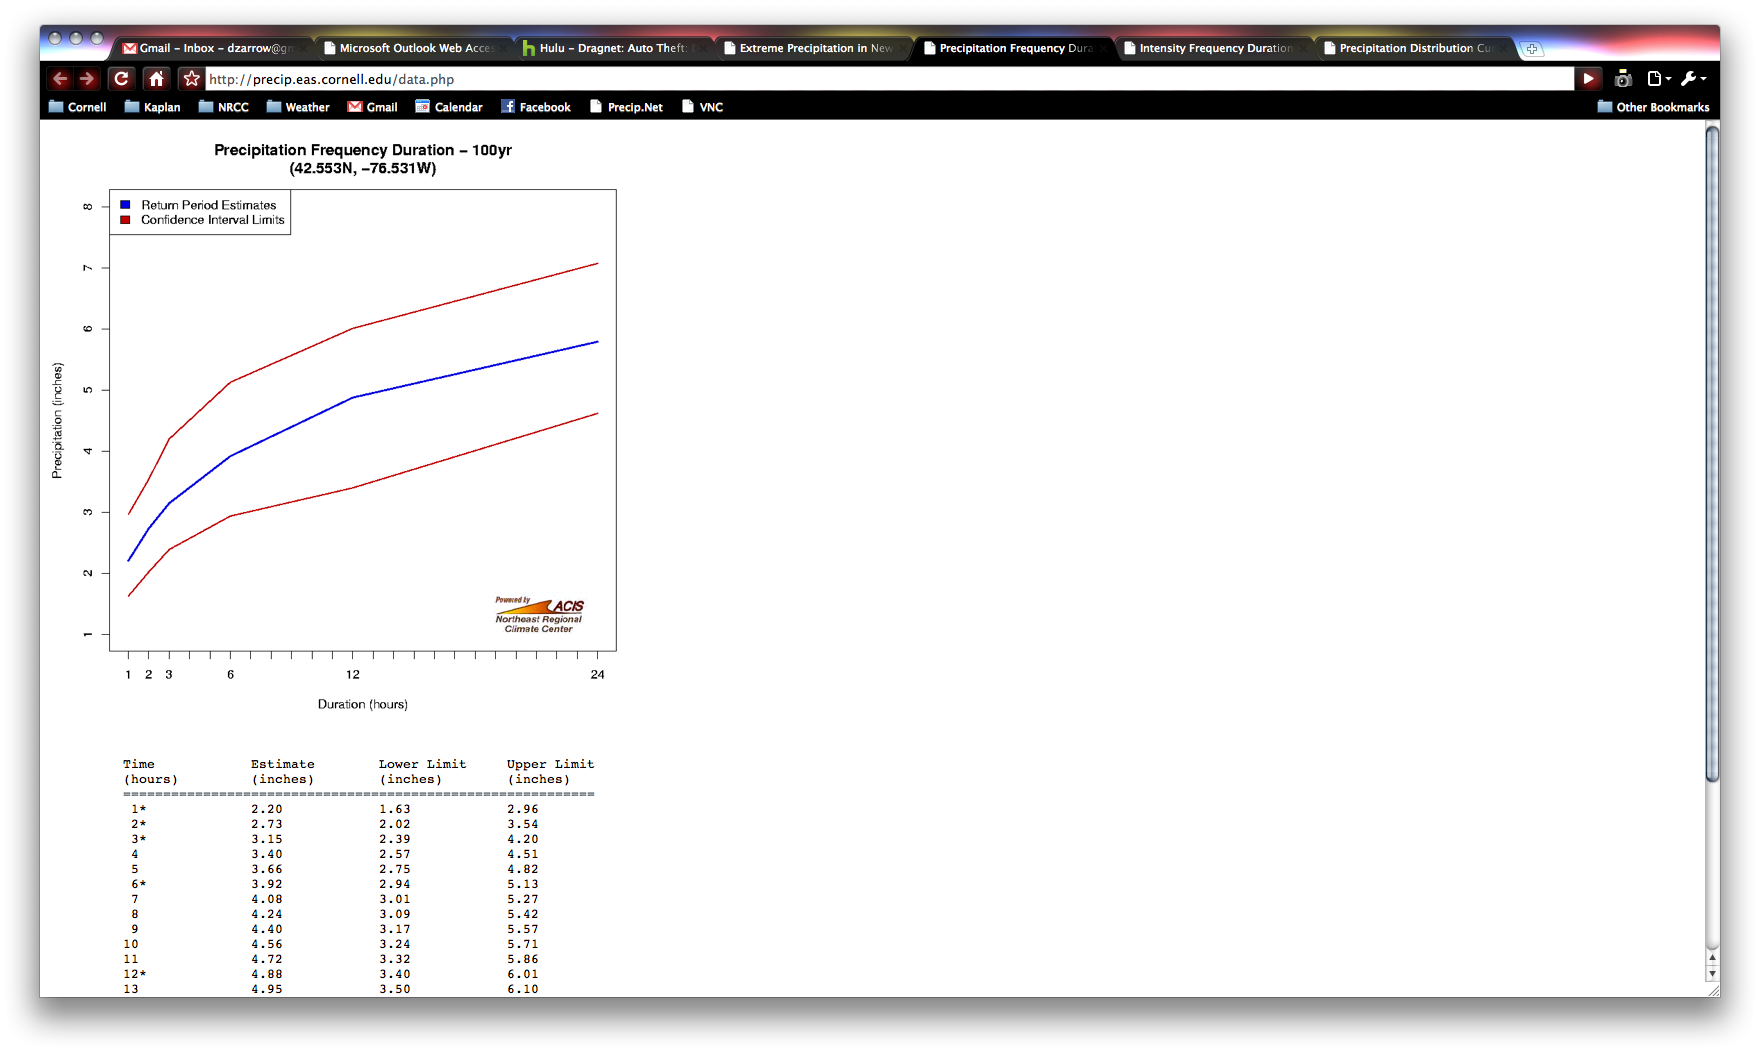 Gmail – Inbox – dzarrow@gm
Microsoft Outlook Web Acces
Hulu – Dragnet: Auto Theft:
Extreme Precipitation in New
Precipitation Frequency Dura
Intensity Frequency Duration
Precipitation Distribution Cu
http://precip.eas.cornell.edu/data.php
Cornell Kaplan NRCC Weather Gmail Calendar Facebook Precip.Net VNC Other Bookmarks
Precipitation Frequency Duration – 100yr
(42.553N, –76.531W)
Return Period Estimates
Confidence Interval Limits
8
7
6
5
4
3
2
1
Precipitation (inches)
Powered by ACIS
Northeast Regional
Climate Center
1 2 3 6 12 24
Duration (hours)
Time Estimate Lower Limit Upper Limit
(hours) (inches) (inches) (inches)
===========================================================
1* 2.20 1.63 2.96
2* 2.73 2.02 3.54
3* 3.15 2.39 4.20
4 3.40 2.57 4.51
5 3.66 2.75 4.82
6* 3.92 2.94 5.13
7 4.08 3.01 5.27
8 4.24 3.09 5.42
9 4.40 3.17 5.57
10 4.56 3.24 5.71
11 4.72 3.32 5.86
12* 4.88 3.40 6.01
13 4.95 3.50 6.10